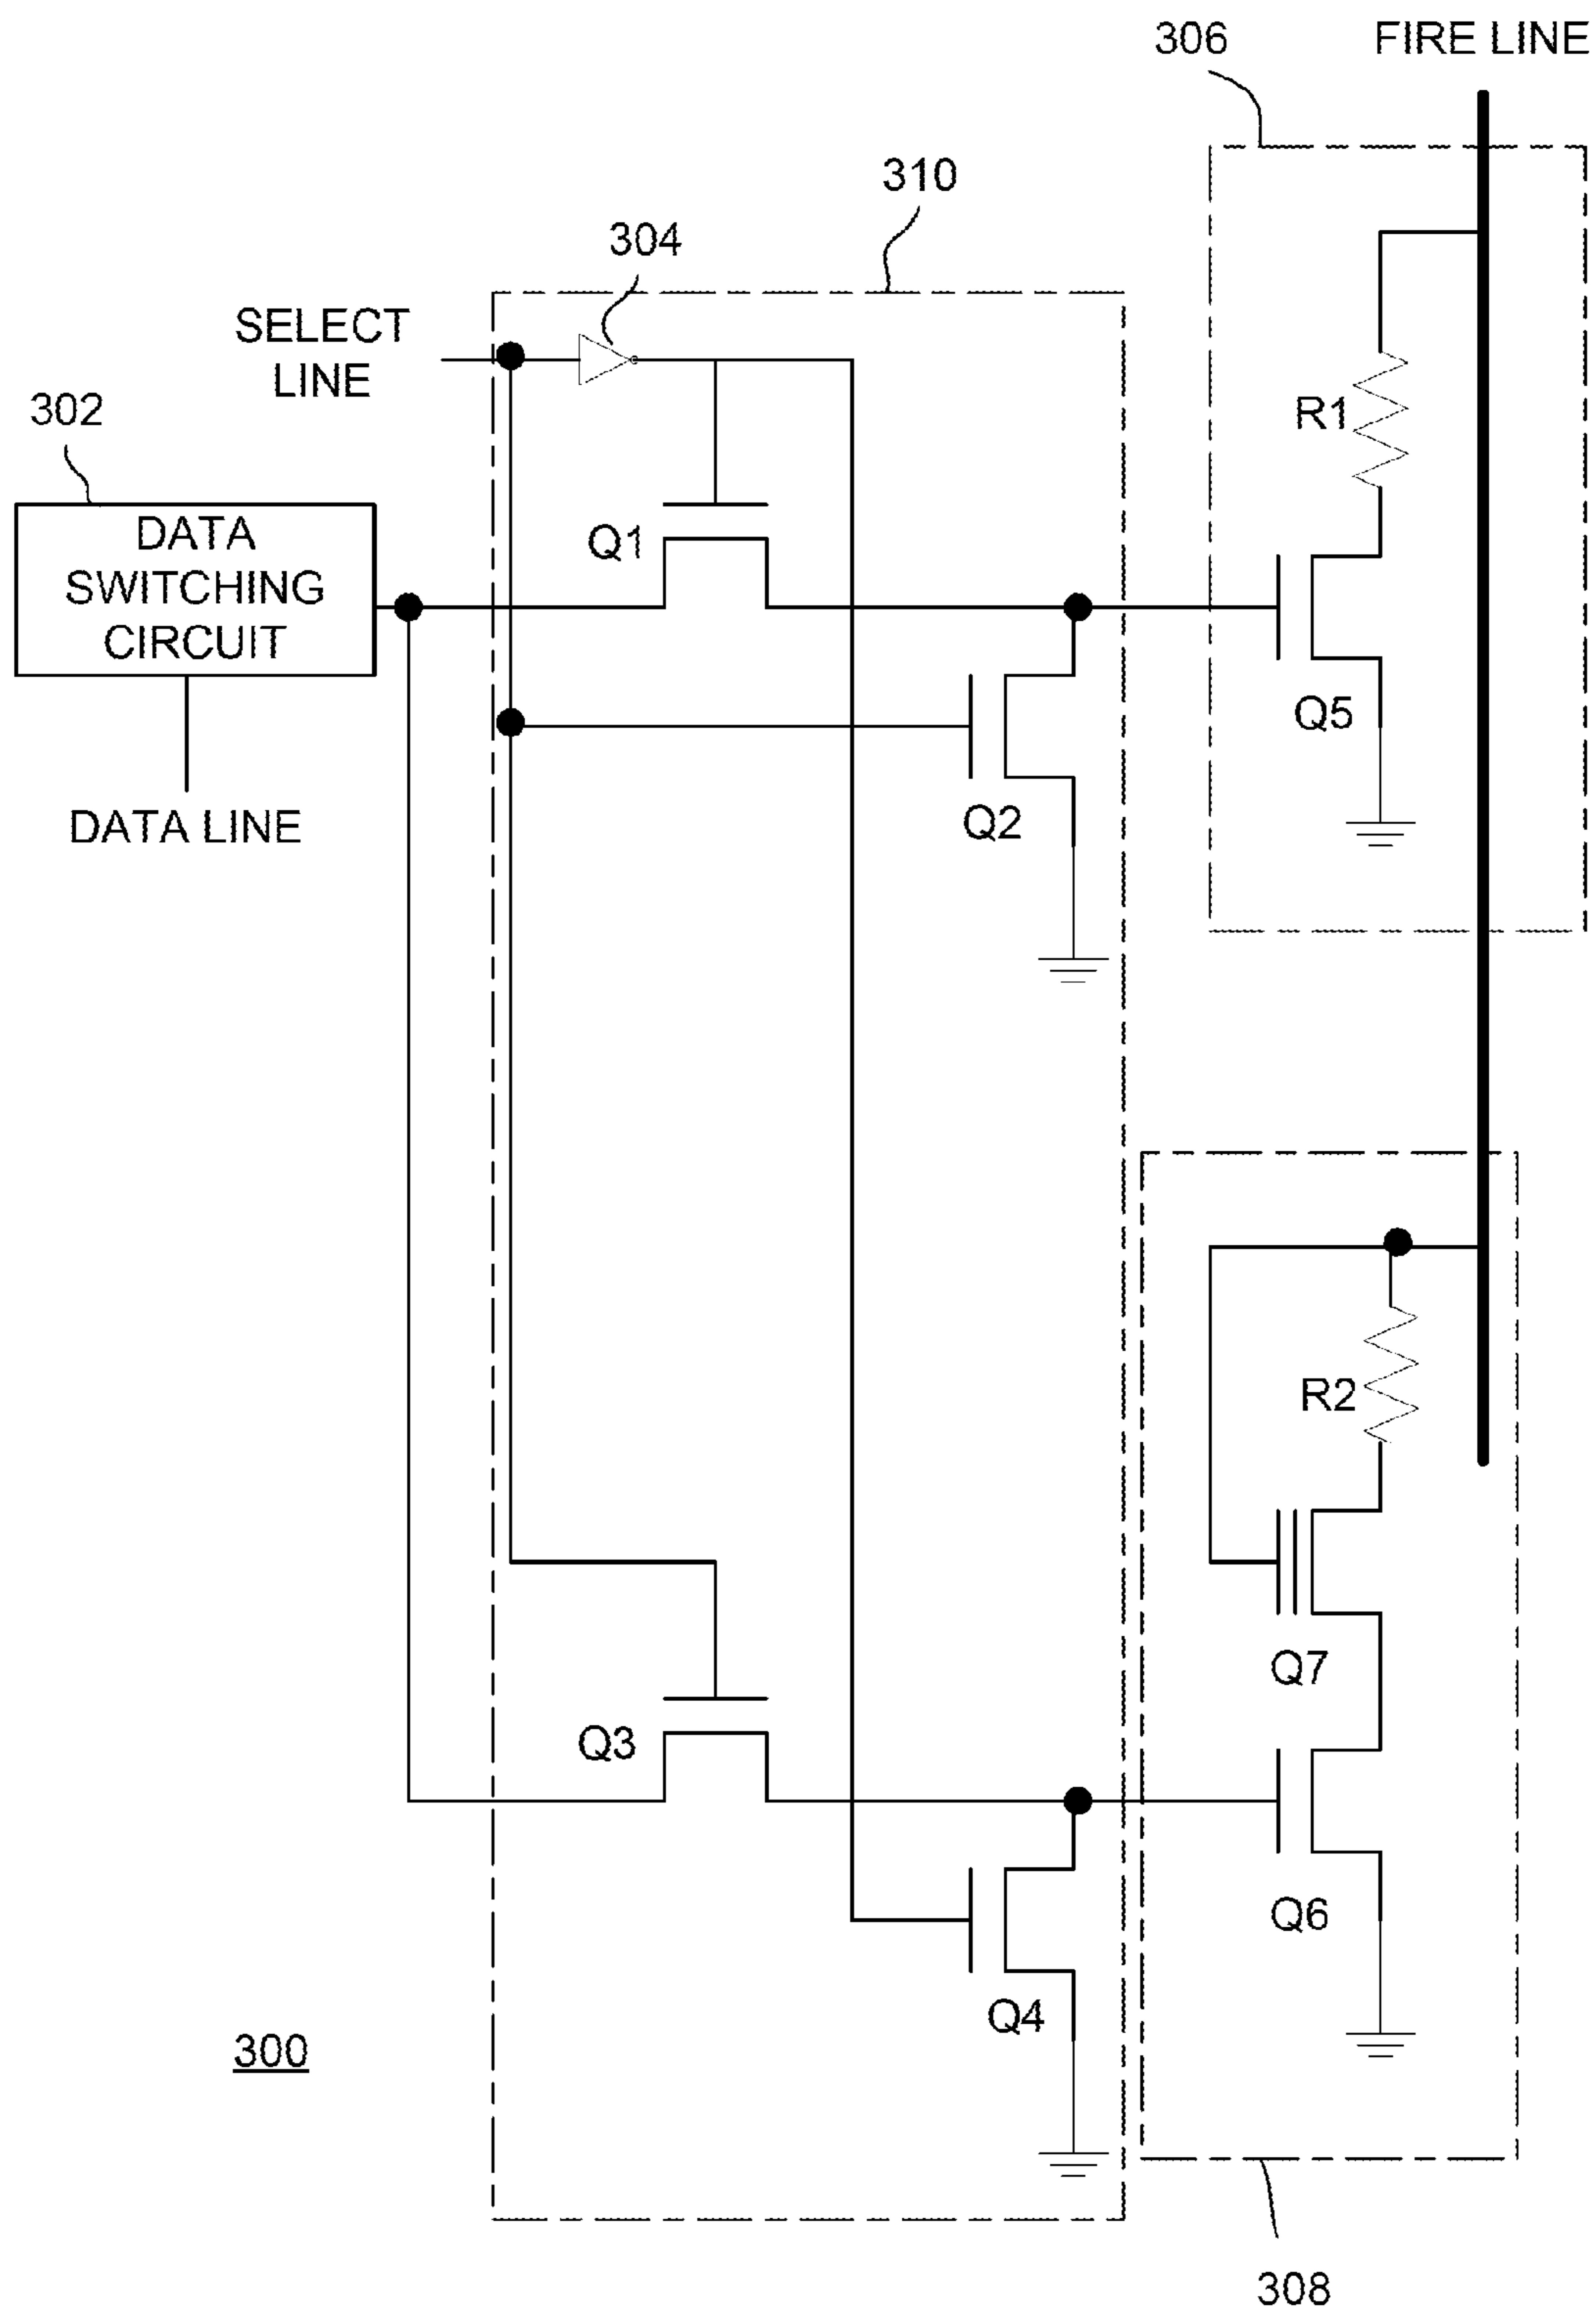 FIRE LINE
306
310
304
SELECT
LINE
302
R1
DATA
SWITCHING
CIRCUIT
Q1
Q5
Q2
DATA LINE
R2
Q7
Q3
Q6
Q4
300
308